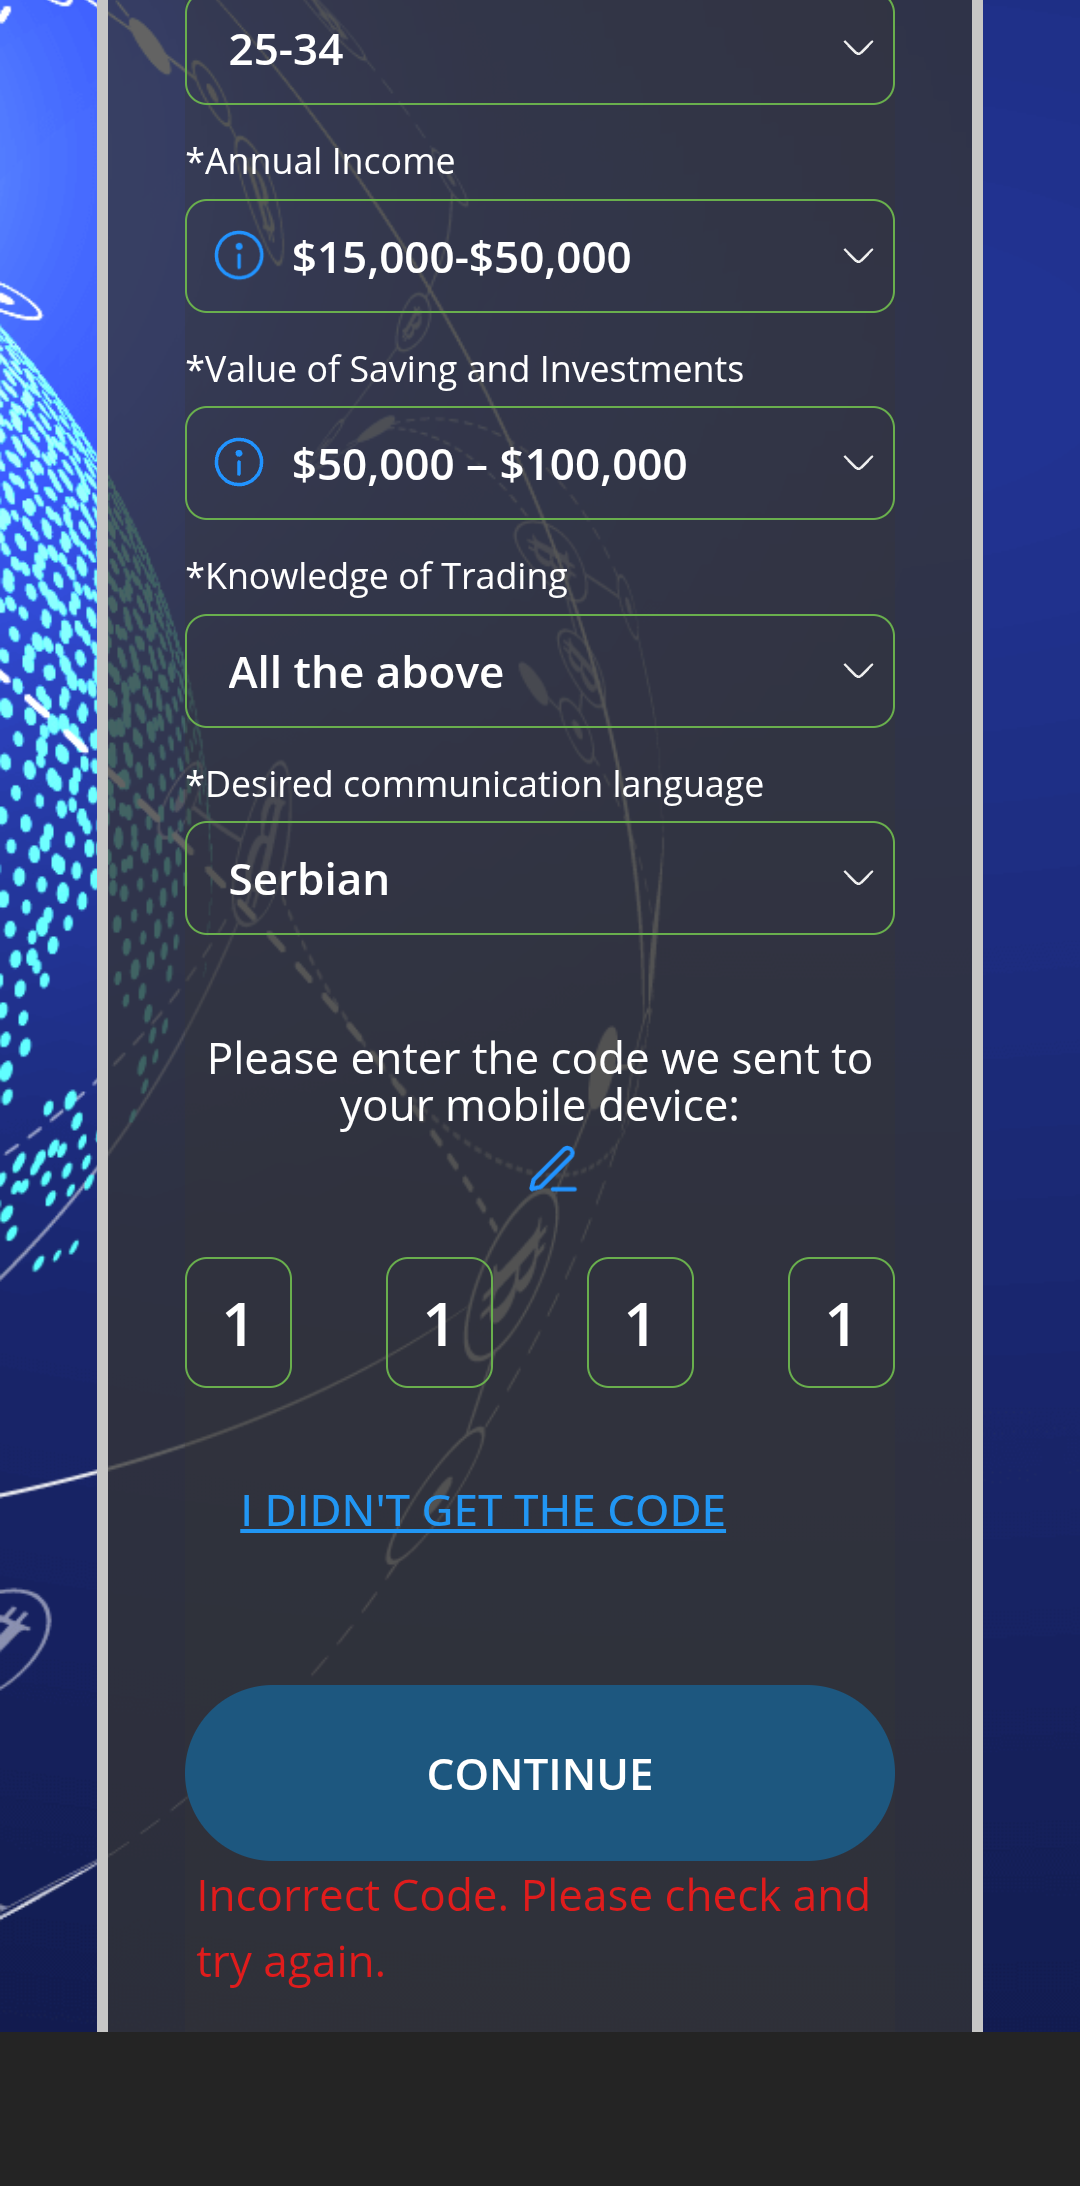 25-34
*Annual Income
$15,000-$50,000
*Value of Saving and Investments
$50,000 – $100,000
*Knowledge of Trading
All the above
*Desired communication language
Serbian
Please enter the code we sent to
your mobile device:
1 1 1 1
I DIDN'T GET THE CODE
CONTINUE
Incorrect Code. Please check and
try again.